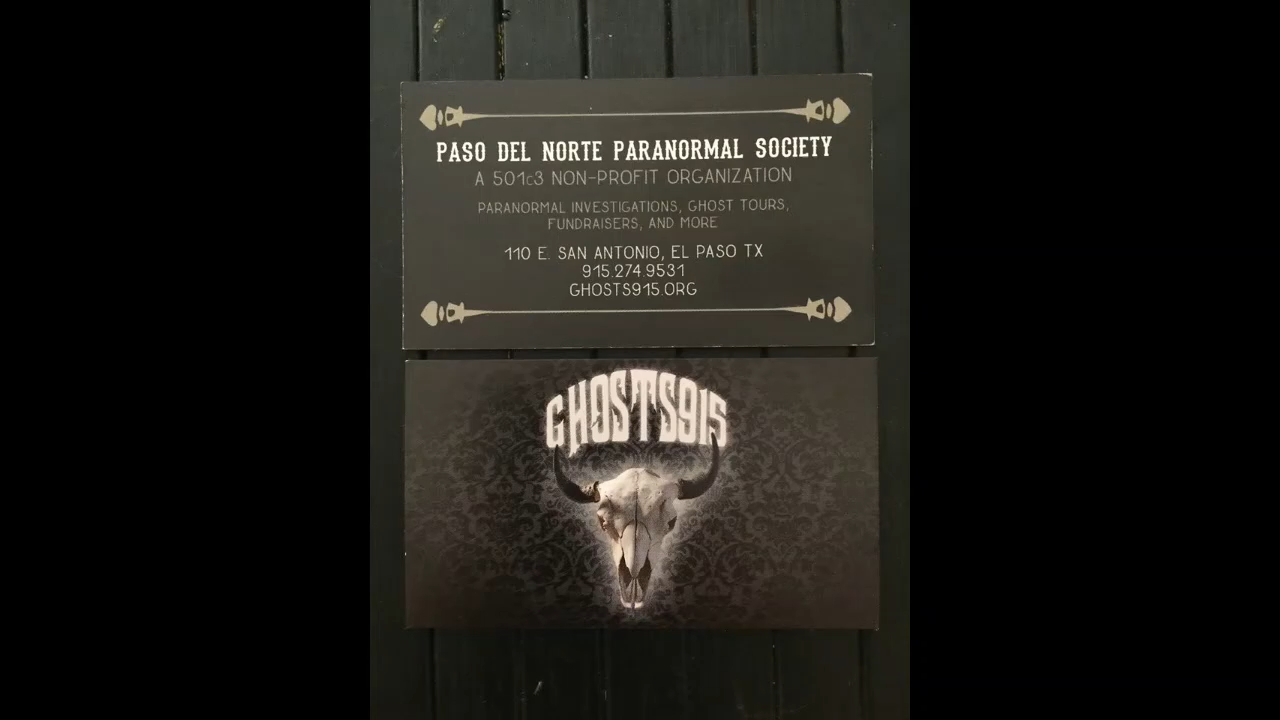 PASO DEL NORTE PARANORMAL SOCIETY
A 501c3 NON-PROFIT ORGANIZATION
PARANORMAL INVESTIGATIONS, GHOST TOURS,
FUNDRAISERS, AND MORE
110 E. SAN ANTONIO, EL PASO TX
915.274.9531
GHOSTS915.ORG
GHOSTS915